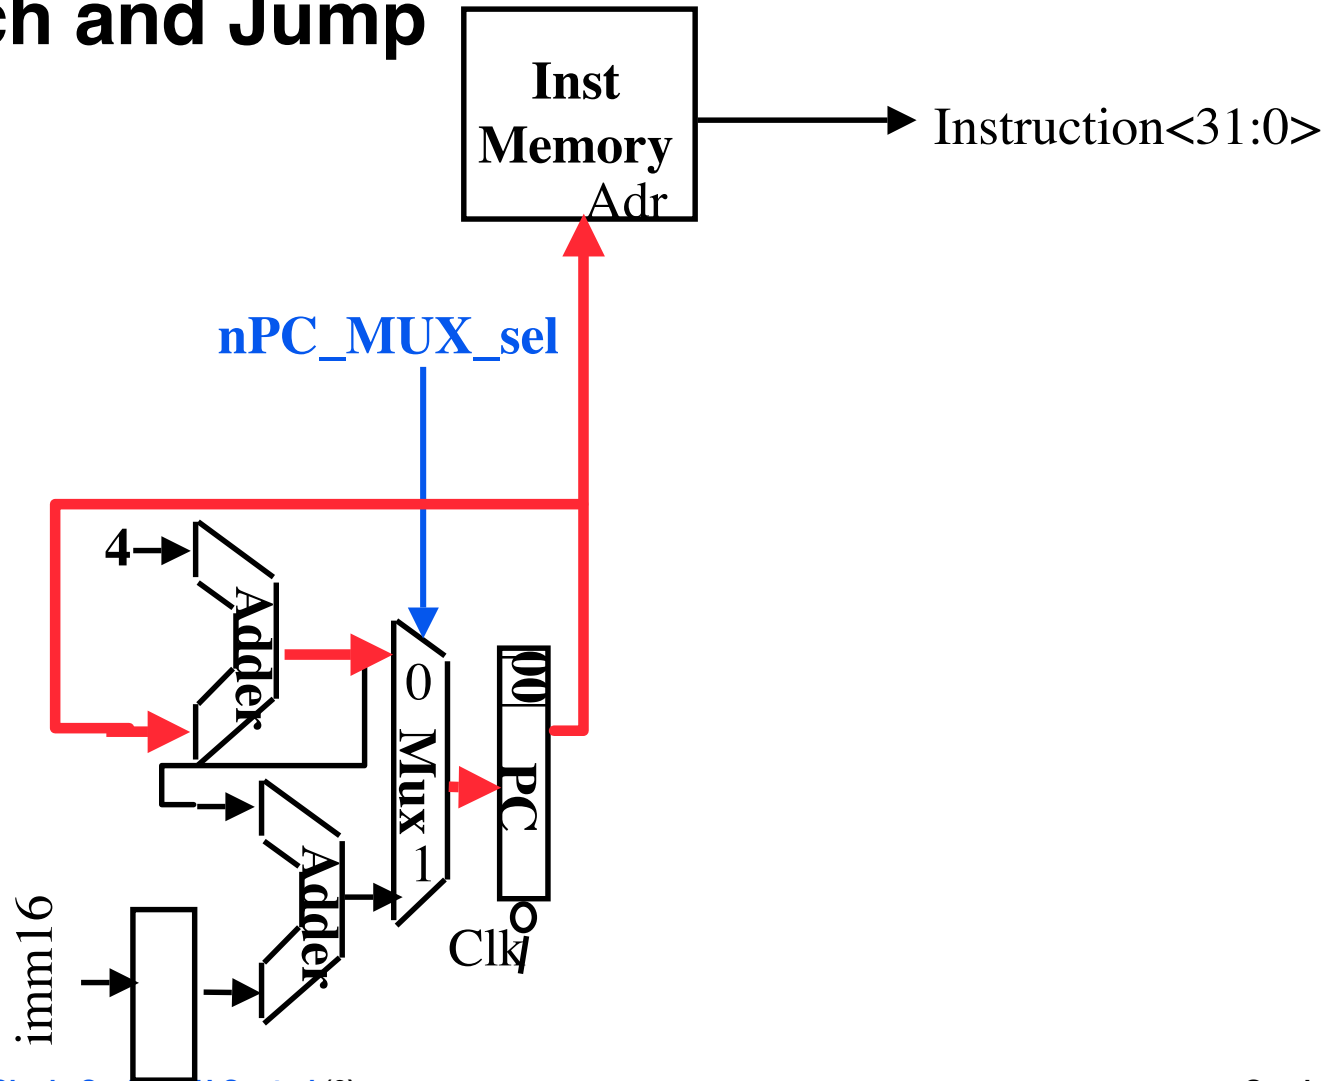 and Jump
Inst
Memory
Adr
Instruction<31:0>
nPC_MUX_sel
4
Adder
0
Mux
1
00
PC
Adder
Clk
imm16